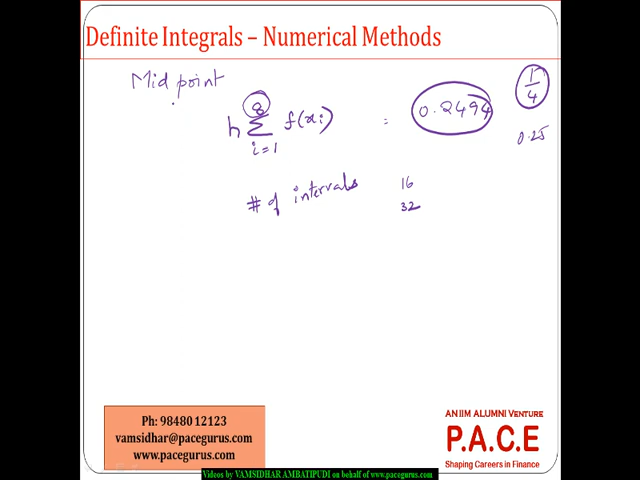 Definite Integrals – Numerical Methods
Mid point
h 8 ∑ i=1 f(xi) = 0.2494
1/4
0.25
# of intervals 16
32
Ph: 98480 12123
vamsidhar@pacegurus.com
www.pacegurus.com
AN IIM ALUMNI VENTURE
P.A.C.E
Shaping Careers in Finance
Videos by VAMSIDHAR AMBATIPUDI on behalf of www.pacegurus.com